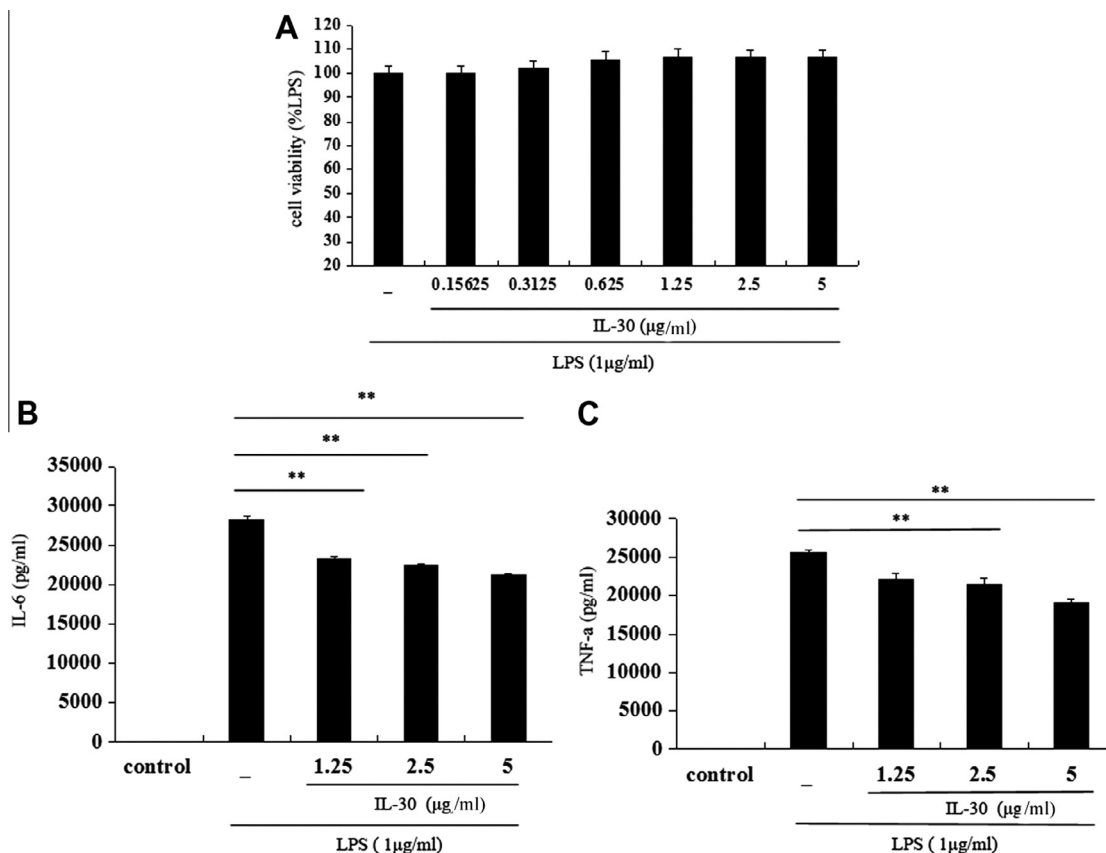 A
120
110
100
90
80
70
60
50
40
30
20
cell viability (%LPS)
_ 0.15625 0.3125 0.625 1.25 2.5 5
IL-30 (μg/ml)
LPS (1μg/ml)
B
**
**
**
35000
30000
25000
20000
15000
10000
5000
0
IL-6 (pg/ml)
control _ 1.25 2.5 5
IL-30 (μg/ml)
LPS ( 1μg/ml)
C
**
**
30000
25000
20000
15000
10000
5000
0
TNF-a (pg/ml)
control _ 1.25 2.5 5
IL-30 (μg/ml)
LPS ( 1μg/ml)